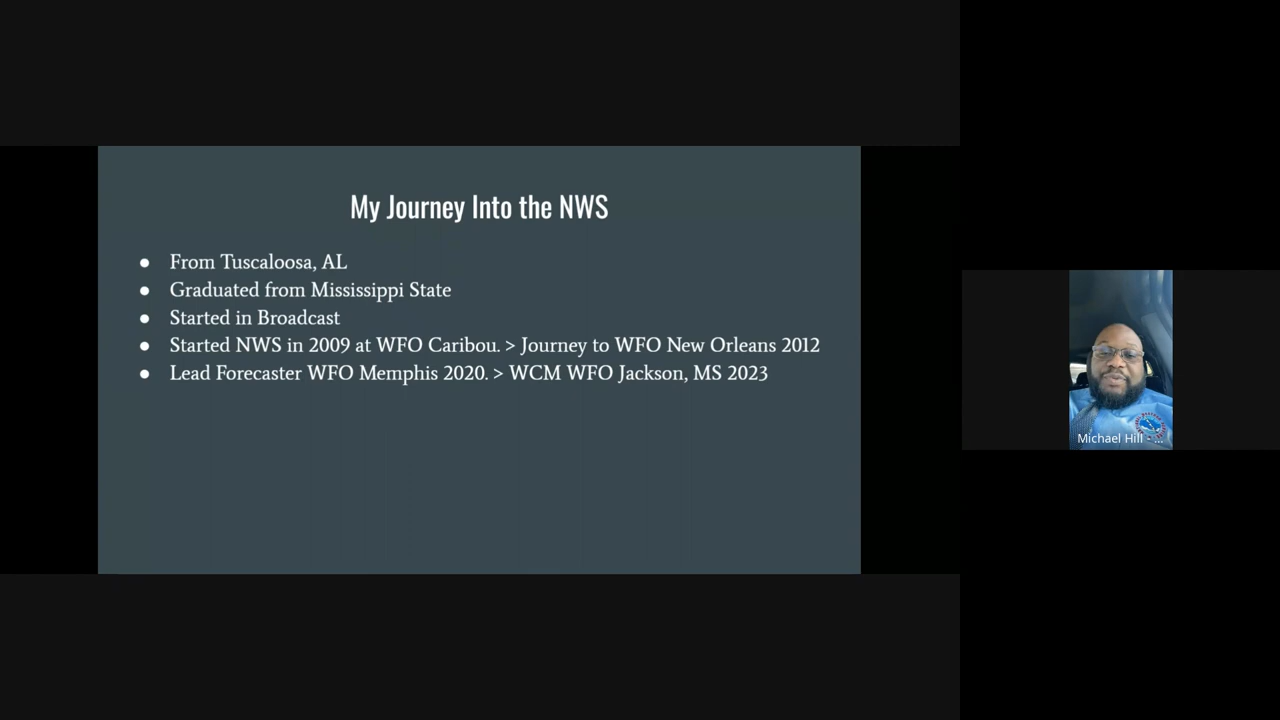 My Journey Into the NWS
● From Tuscaloosa, AL
● Graduated from Mississippi State
● Started in Broadcast
● Started NWS in 2009 at WFO Caribou. > Journey to WFO New Orleans 2012
● Lead Forecaster WFO Memphis 2020. > WCM WFO Jackson, MS 2023
Michael Hill - ...